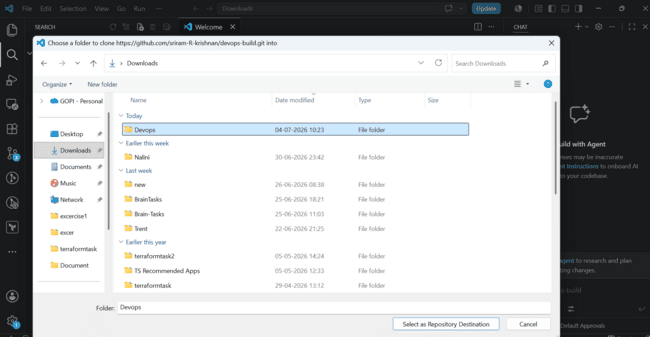 File Edit Selection View Go Run ··· Downloads Update
SEARCH Welcome CHAT
Choose a folder to clone https://github.com/sriram-R-krishnan/devops-build.git into
Downloads Search Downloads
Organize New folder
Name Date modified Type Size
GOPI - Personal
Desktop
Downloads
Documents
Music
Network
excercise1
excer
terraformtask
Document
Today
Devops 04-07-2026 10:23 File folder
Earlier this week
Nalini 30-06-2026 23:42 File folder
Last week
new 26-06-2026 08:38 File folder
BrainTasks 25-06-2026 18:21 File folder
Brain-Tasks 25-06-2026 11:03 File folder
Trent 22-06-2026 21:25 File folder
Earlier this year
terraformtask2 05-05-2026 14:24 File folder
TS Recommended Apps 05-05-2026 12:33 File folder
terraformtask 29-04-2026 13:12 File folder
Folder: Devops
Select as Repository Destination Cancel
uild with Agent
nses may be inaccurate
nt instructions to onboard AI
with your codebase.
agent to research and plan
ting changes.
s-build
Default Approvals